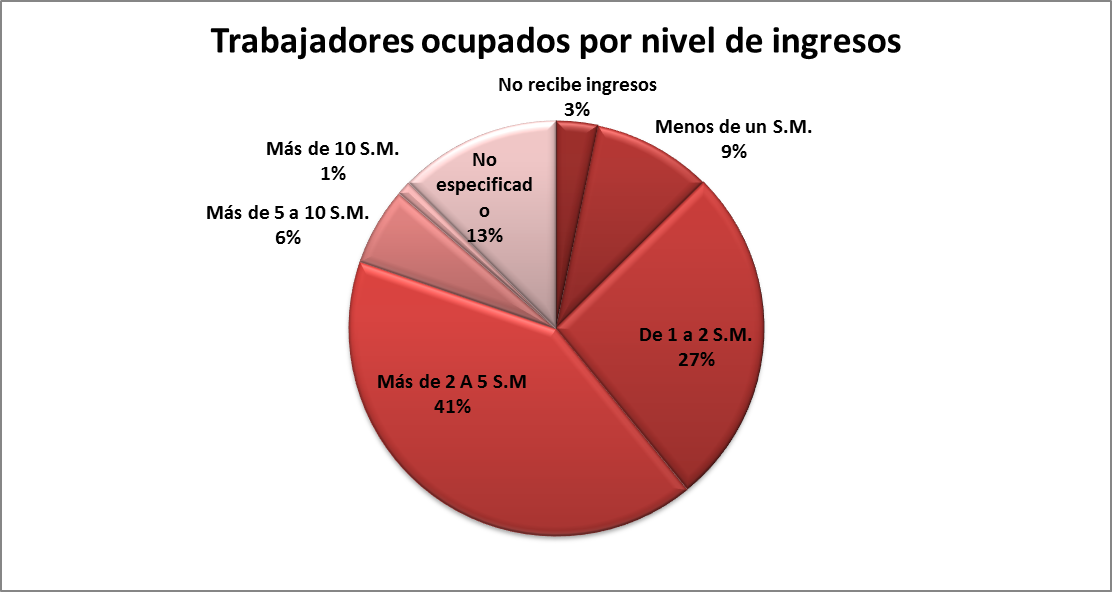 Trabajadores ocupados por nivel de ingresos
No recibe ingresos
3%
Menos de un S.M.
9%
De 1 a 2 S.M.
27%
Más de 2 A 5 S.M
41%
Más de 5 a 10 S.M.
6%
Más de 10 S.M.
1%
No
especificad
o
13%